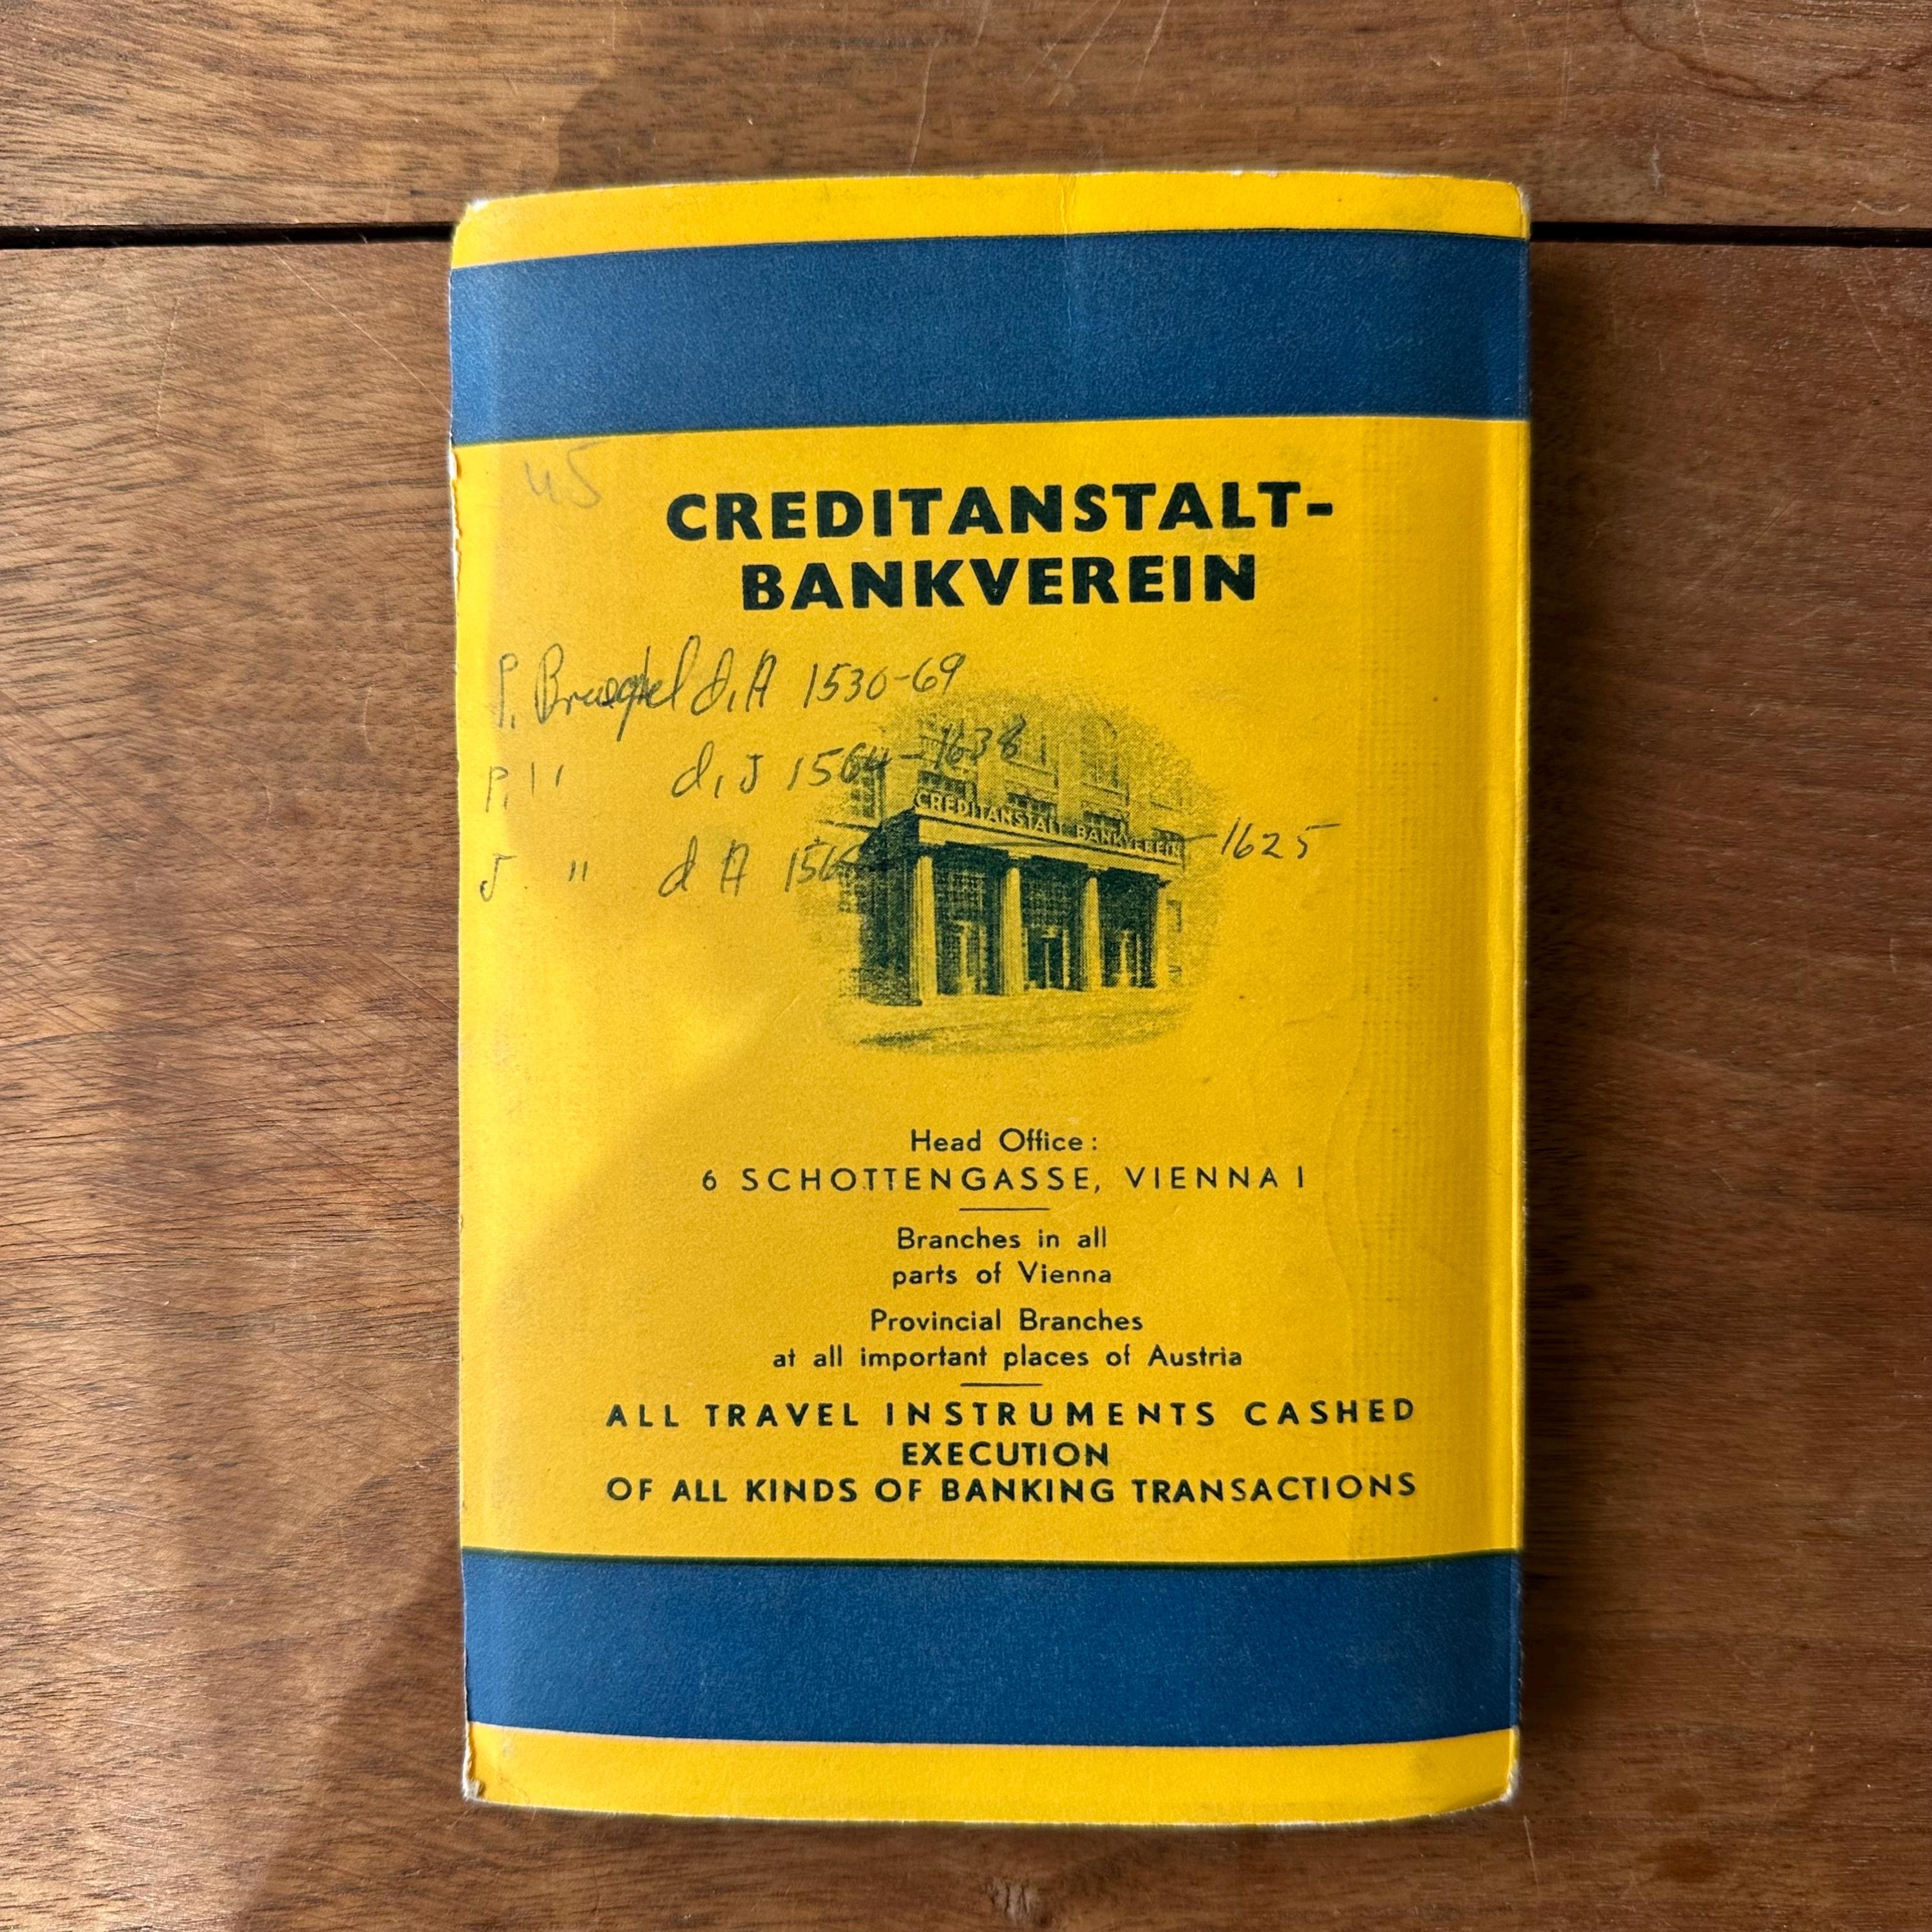 45
CREDITANSTALT-
BANKVEREIN
P. Brueghel d, A 1530-69
P, " d, J 1564-1638
J " d A 156 -1625
CREDITANSTALT BANKVEREIN
Head Office:
6 SCHOTTENGASSE, VIENNA I
Branches in all
parts of Vienna
Provincial Branches
at all important places of Austria
ALL TRAVEL INSTRUMENTS CASHED
EXECUTION
OF ALL KINDS OF BANKING TRANSACTIONS